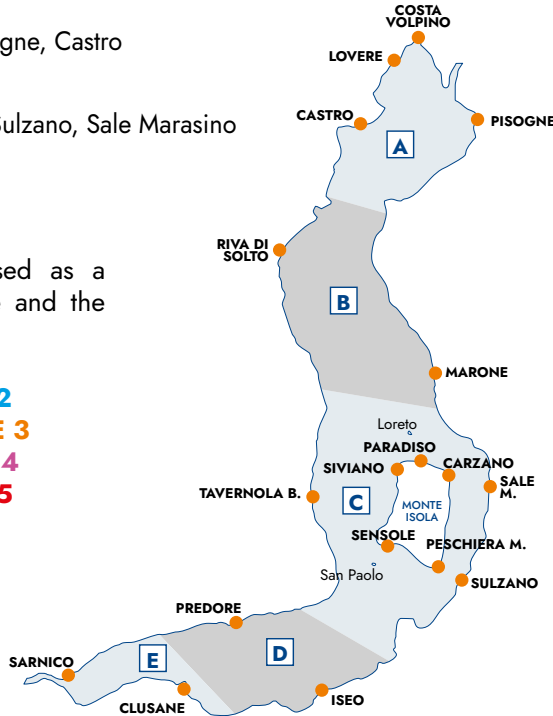 gne, Castro
Sulzano, Sale Marasino
sed as a
and the
2
E 3
4
5
COSTA
VOLPINO
LOVERE
CASTRO
PISOGNE
A
RIVA DI
SOLTO
B
MARONE
Loreto
PARADISO
SIVIANO
CARZANO
SALE
M.
TAVERNOLA B.
C
MONTE
ISOLA
SENSOLE
PESCHIERA M.
San Paolo
SULZANO
PREDORE
D
E
SARNICO
ISEO
CLUSANE